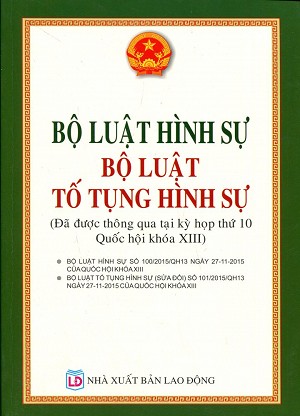 BỘ LUẬT HÌNH SỰ
BỘ LUẬT
TỐ TỤNG HÌNH SỰ
(Đã được thông qua tại kỳ họp thứ 10
Quốc hội khóa XIII)
● BỘ LUẬT HÌNH SỰ SỐ 100/2015/QH13 NGÀY 27-11-2015
CỦA QUỐC HỘI KHÓA XIII
● BỘ LUẬT TỐ TỤNG HÌNH SỰ (SỬA ĐỔI) SỐ 101/2015/QH13
NGÀY 27-11-2015 CỦA QUỐC HỘI KHÓA XIII
LĐ NHÀ XUẤT BẢN LAO ĐỘNG